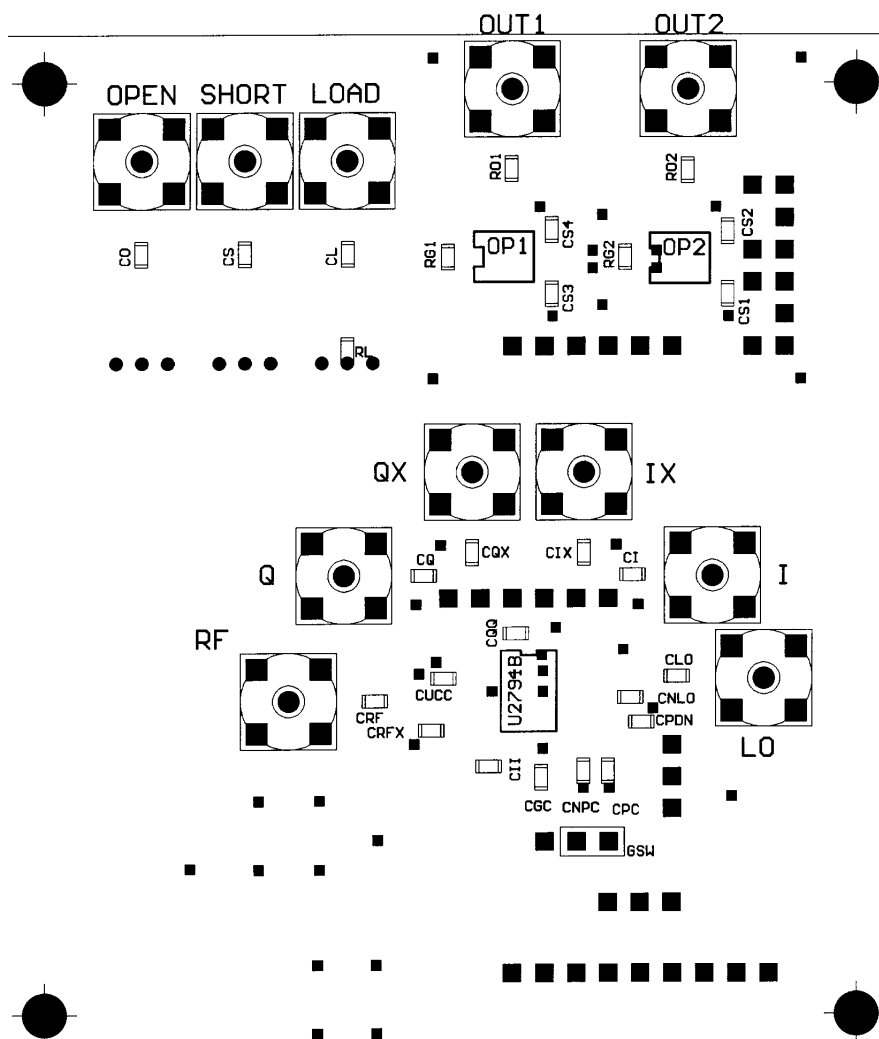 OUT1 OUT2
OPEN SHORT LOAD
RO1 RO2
CO CS CL RG1 OP1 CS4 RG2 OP2 CS2
CS3 CS1
RL
QX IX
Q CQ CQX CIX CI I
RF CQQ
CUCC U2794B CLO
CRF CNLO
CRFX CPDN
CII LO
CGC CNPC CPC
GSW